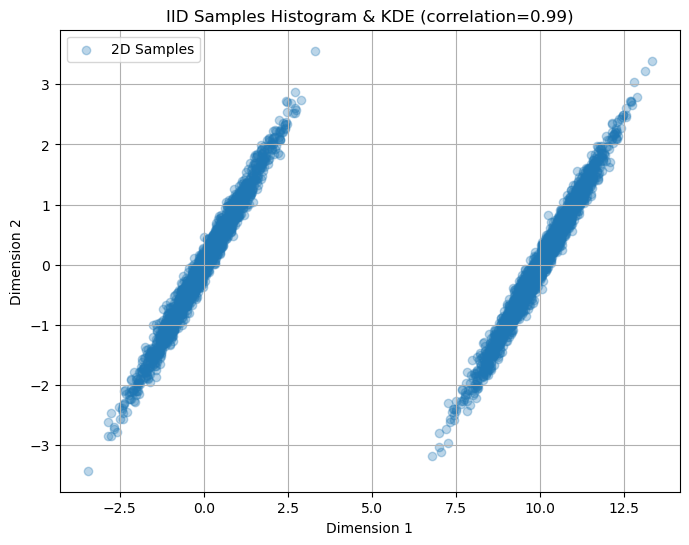 IID Samples Histogram & KDE (correlation=0.99)
2D Samples
3
2
1
0
−1
−2
−3
Dimension 2
−2.5 0.0 2.5 5.0 7.5 10.0 12.5
Dimension 1